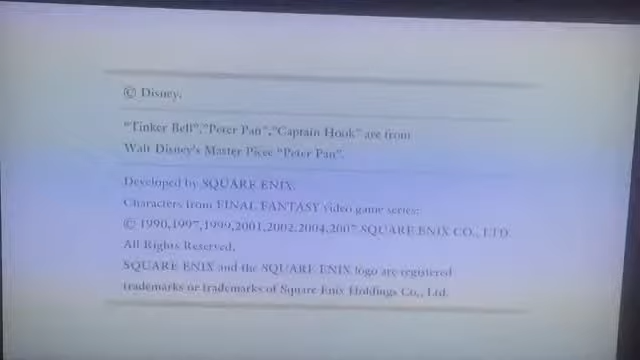 © Disney.
"Tinker Bell","Peter Pan","Captain Hook" are from
Walt Disney's Master Piece "Peter Pan".
Developed by SQUARE ENIX.
Characters from FINAL FANTASY video game series:
© 1990,1997,1999,2001,2002,2004,2007 SQUARE ENIX CO., LTD.
All Rights Reserved.
SQUARE ENIX and the SQUARE ENIX logo are registered
trademarks or trademarks of Square Enix Holdings Co., Ltd.